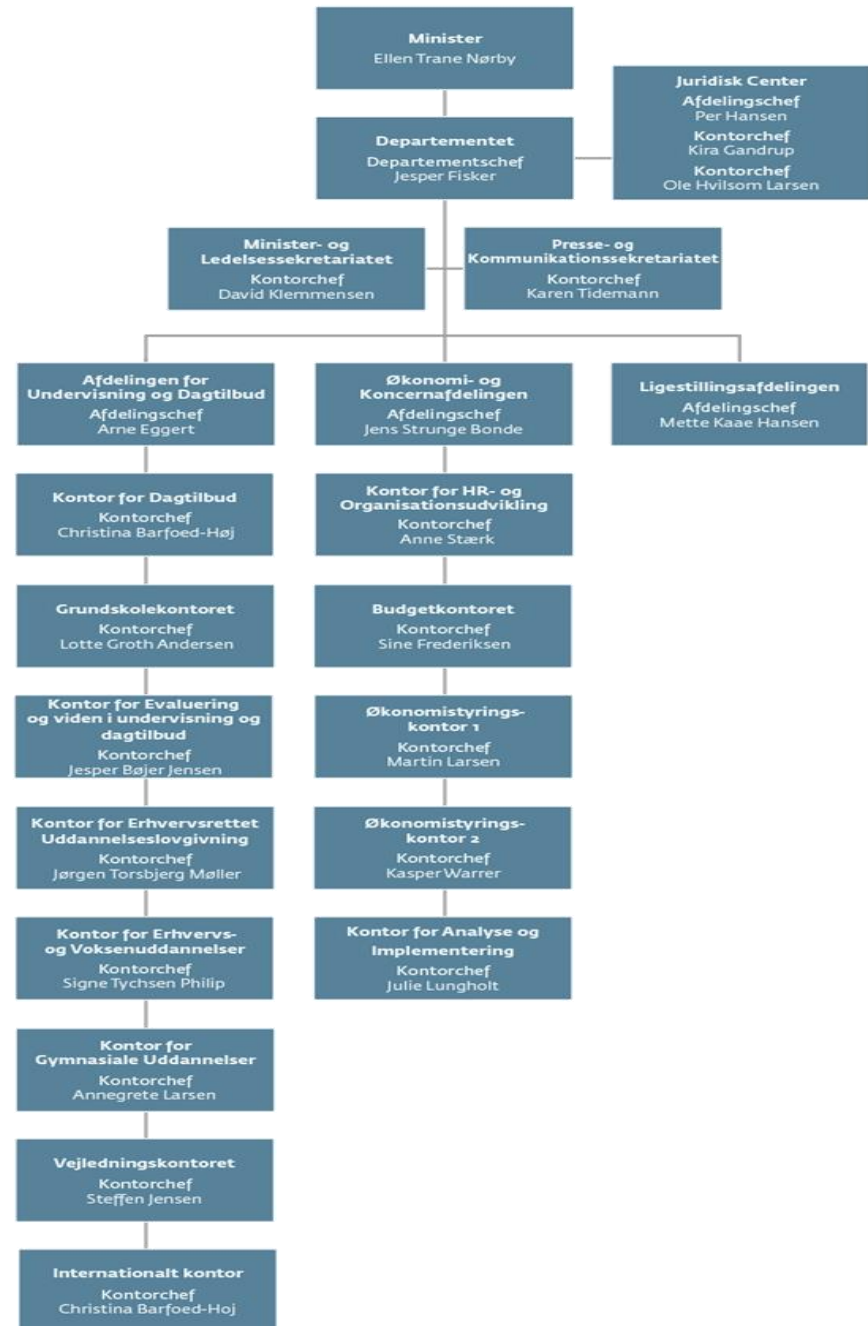 Minister
Ellen Trane Nørby
Juridisk Center
Afdelingschef
Per Hansen
Kontorchef
Kira Gandrup
Kontorchef
Ole Hvilsom Larsen
Departementet
Departementschef
Jesper Fisker
Minister- og
Ledelsessekretariatet
Kontorchef
David Klemmensen
Presse- og
Kommunikationssekretariatet
Kontorchef
Karen Tidemann
Afdelingen for
Undervisning og Dagtilbud
Afdelingschef
Arne Eggert
Kontor for Dagtilbud
Kontorchef
Christina Barfoed-Høj
Grundskolekontoret
Kontorchef
Lotte Groth Andersen
Kontor for Evaluering
og viden i undervisning og
dagtilbud
Kontorchef
Jesper Bøjer Jensen
Kontor for Erhvervsrettet
Uddannelseslovgivning
Kontorchef
Jørgen Torsbjerg Møller
Kontor for Erhvervs-
og Voksenuddannelser
Kontorchef
Signe Tychsen Philip
Kontor for
Gymnasiale Uddannelser
Kontorchef
Annegrete Larsen
Vejledningskontoret
Kontorchef
Steffen Jensen
Internationalt kontor
Kontorchef
Christina Barfoed-Hoj
Økonomi- og
Koncernafdelingen
Afdelingschef
Jens Strunge Bonde
Kontor for HR- og
Organisationsudvikling
Kontorchef
Anne Stærk
Budgetkontoret
Kontorchef
Sine Frederiksen
Økonomistyrings-
kontor 1
Kontorchef
Martin Larsen
Økonomistyrings-
kontor 2
Kontorchef
Kasper Warrer
Kontor for Analyse og
Implementering
Kontorchef
Julie Lungholt
Ligestillingsafdelingen
Afdelingschef
Mette Kaae Hansen